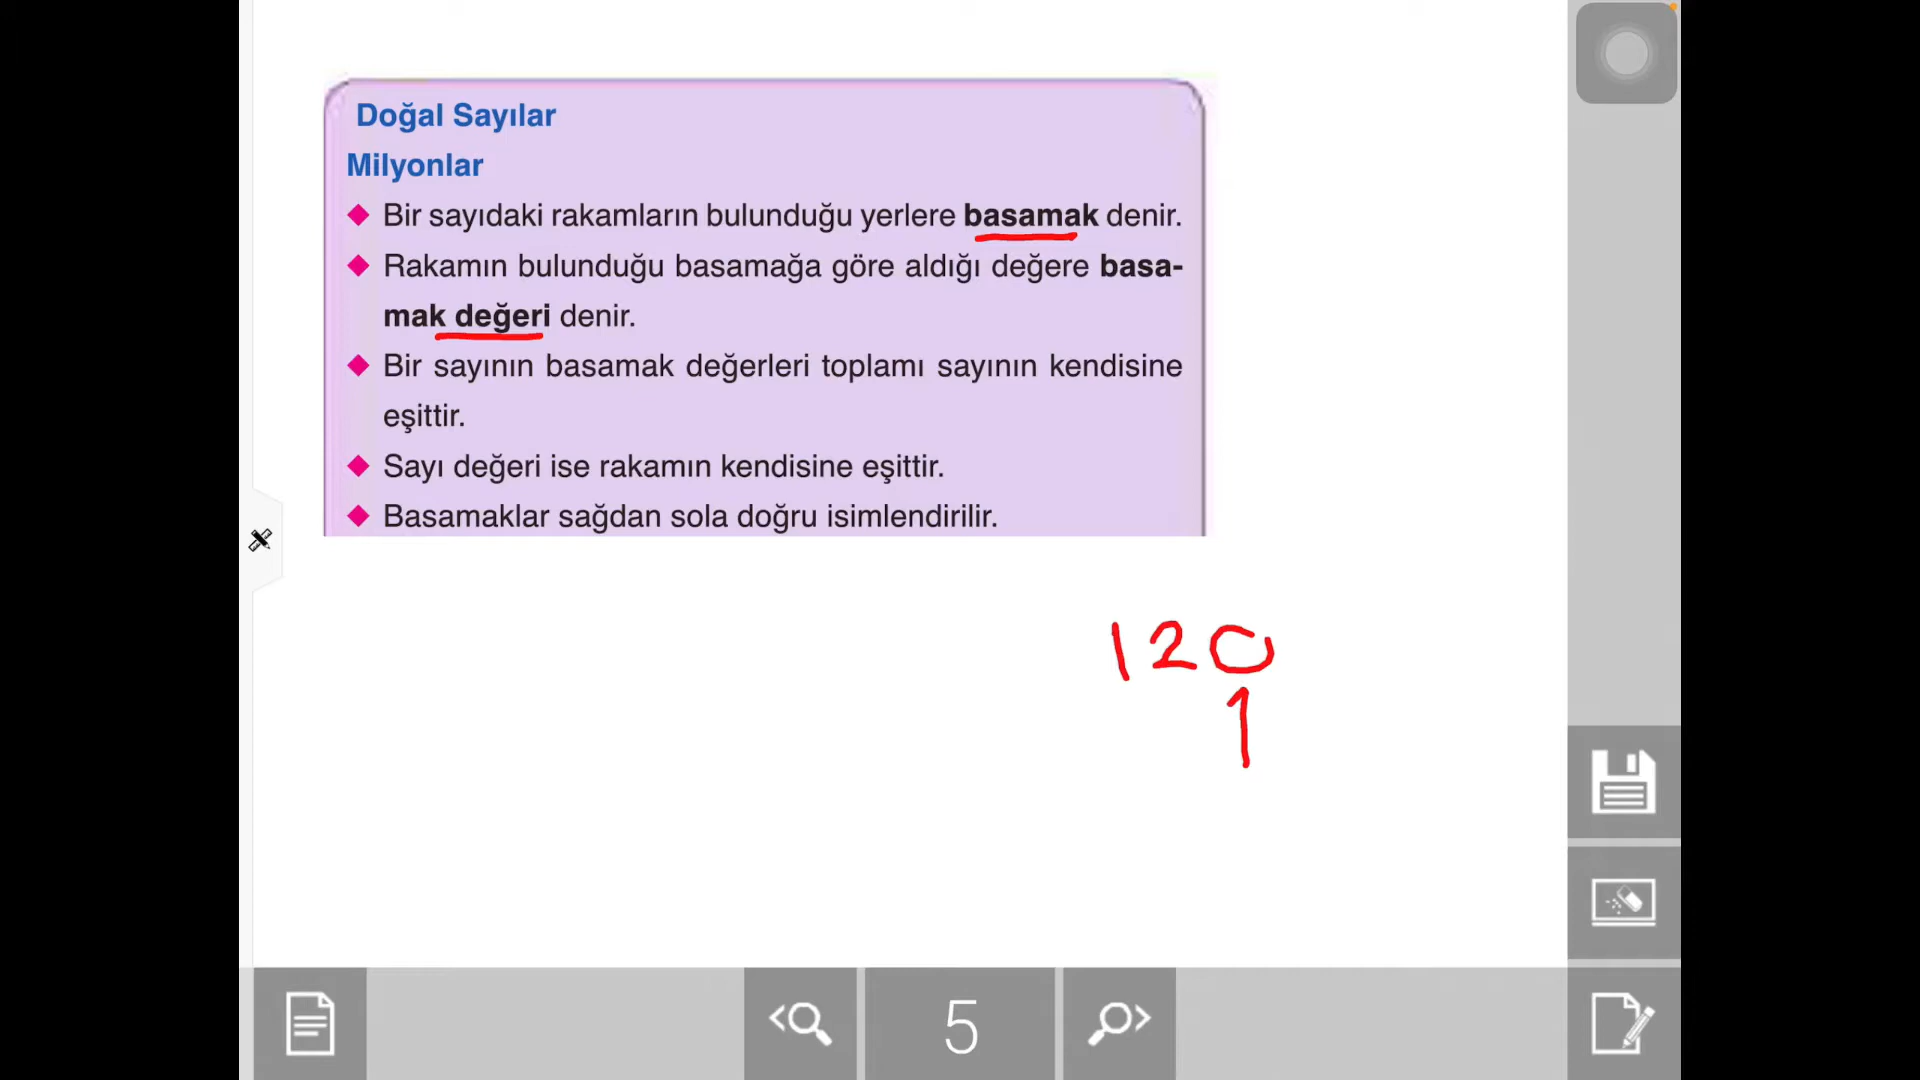 Doğal Sayılar
Milyonlar
Bir sayıdaki rakamların bulunduğu yerlere basamak denir.
Rakamın bulunduğu basamağa göre aldığı değere basa-
mak değeri denir.
Bir sayının basamak değerleri toplamı sayının kendisine
eşittir.
Sayı değeri ise rakamın kendisine eşittir.
Basamaklar sağdan sola doğru isimlendirilir.
120
1
5